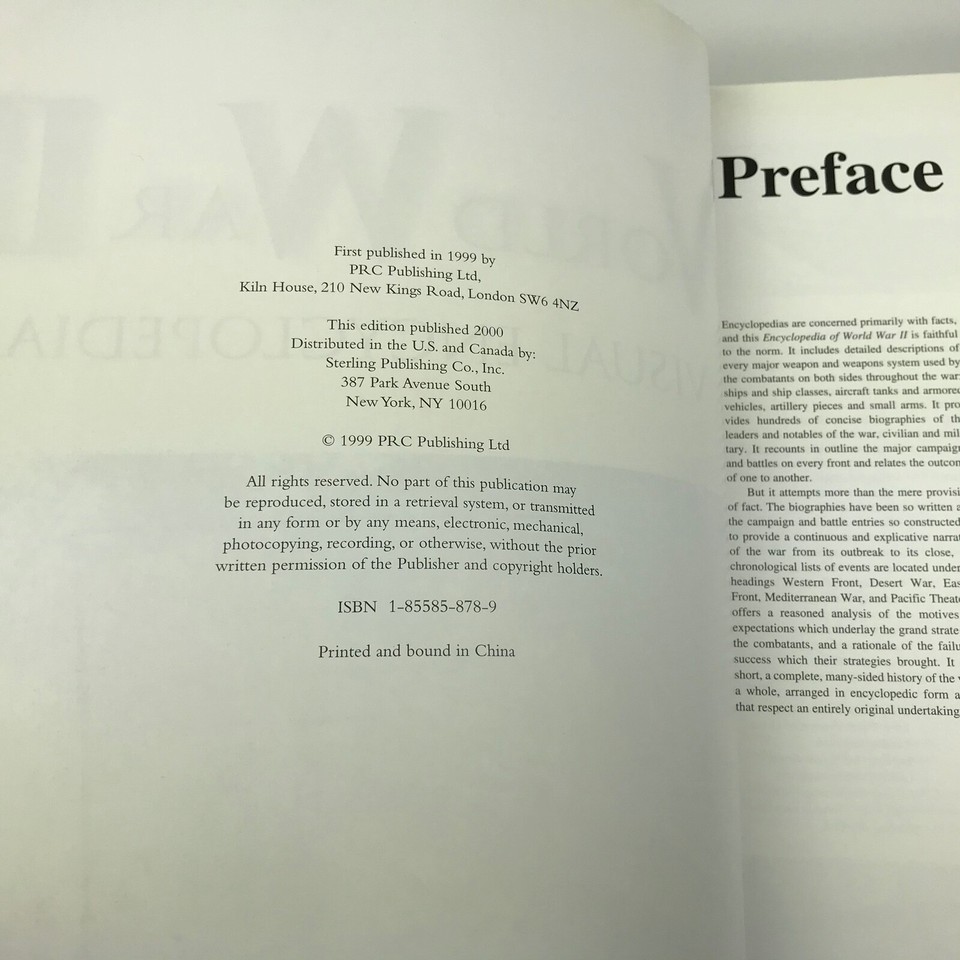 First published in 1999 by
PRC Publishing Ltd,
Kiln House, 210 New Kings Road, London SW6 4NZ
This edition published 2000
Distributed in the U.S. and Canada by:
Sterling Publishing Co., Inc.
387 Park Avenue South
New York, NY 10016
© 1999 PRC Publishing Ltd
All rights reserved. No part of this publication may
be reproduced, stored in a retrieval system, or transmitted
in any form or by any means, electronic, mechanical,
photocopying, recording, or otherwise, without the prior
written permission of the Publisher and copyright holders.
ISBN 1-85585-878-9
Printed and bound in China
Preface
Encyclopedias are concerned primarily with facts,
and this Encyclopedia of World War II is faithful
to the norm. It includes detailed descriptions of
every major weapon and weapons system used by
the combatants on both sides throughout the war:
ships and ship classes, aircraft tanks and armored
vehicles, artillery pieces and small arms. It pro
vides hundreds of concise biographies of th
leaders and notables of the war, civilian and mil
tary. It recounts in outline the major campaign
and battles on every front and relates the outcom
of one to another.
But it attempts more than the mere provisi
of fact. The biographies have been so written a
the campaign and battle entries so constructed
to provide a continuous and explicative narrat
of the war from its outbreak to its close,
chronological lists of events are located under
headings Western Front, Desert War, Eas
Front, Mediterranean War, and Pacific Theate
offers a reasoned analysis of the motives
expectations which underlay the grand strate
the combatants, and a rationale of the failu
success which their strategies brought. It
short, a complete, many-sided history of the
a whole, arranged in encyclopedic form a
that respect an entirely original undertaking